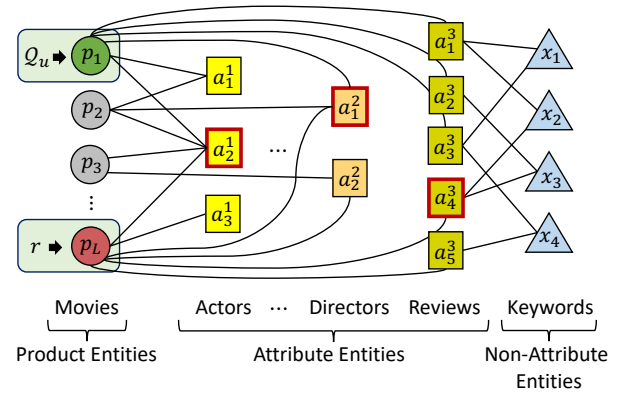 Q_u p_1 a_1^1 a_1^3 x_1
p_2 a_1^2 a_2^3 x_2
p_3 a_2^1 ... a_2^2 a_3^3 x_3
⋮ a_4^3
r p_L a_3^1 a_5^3 x_4
Movies Actors ... Directors Reviews Keywords
Product Entities Attribute Entities Non-Attribute
Entities